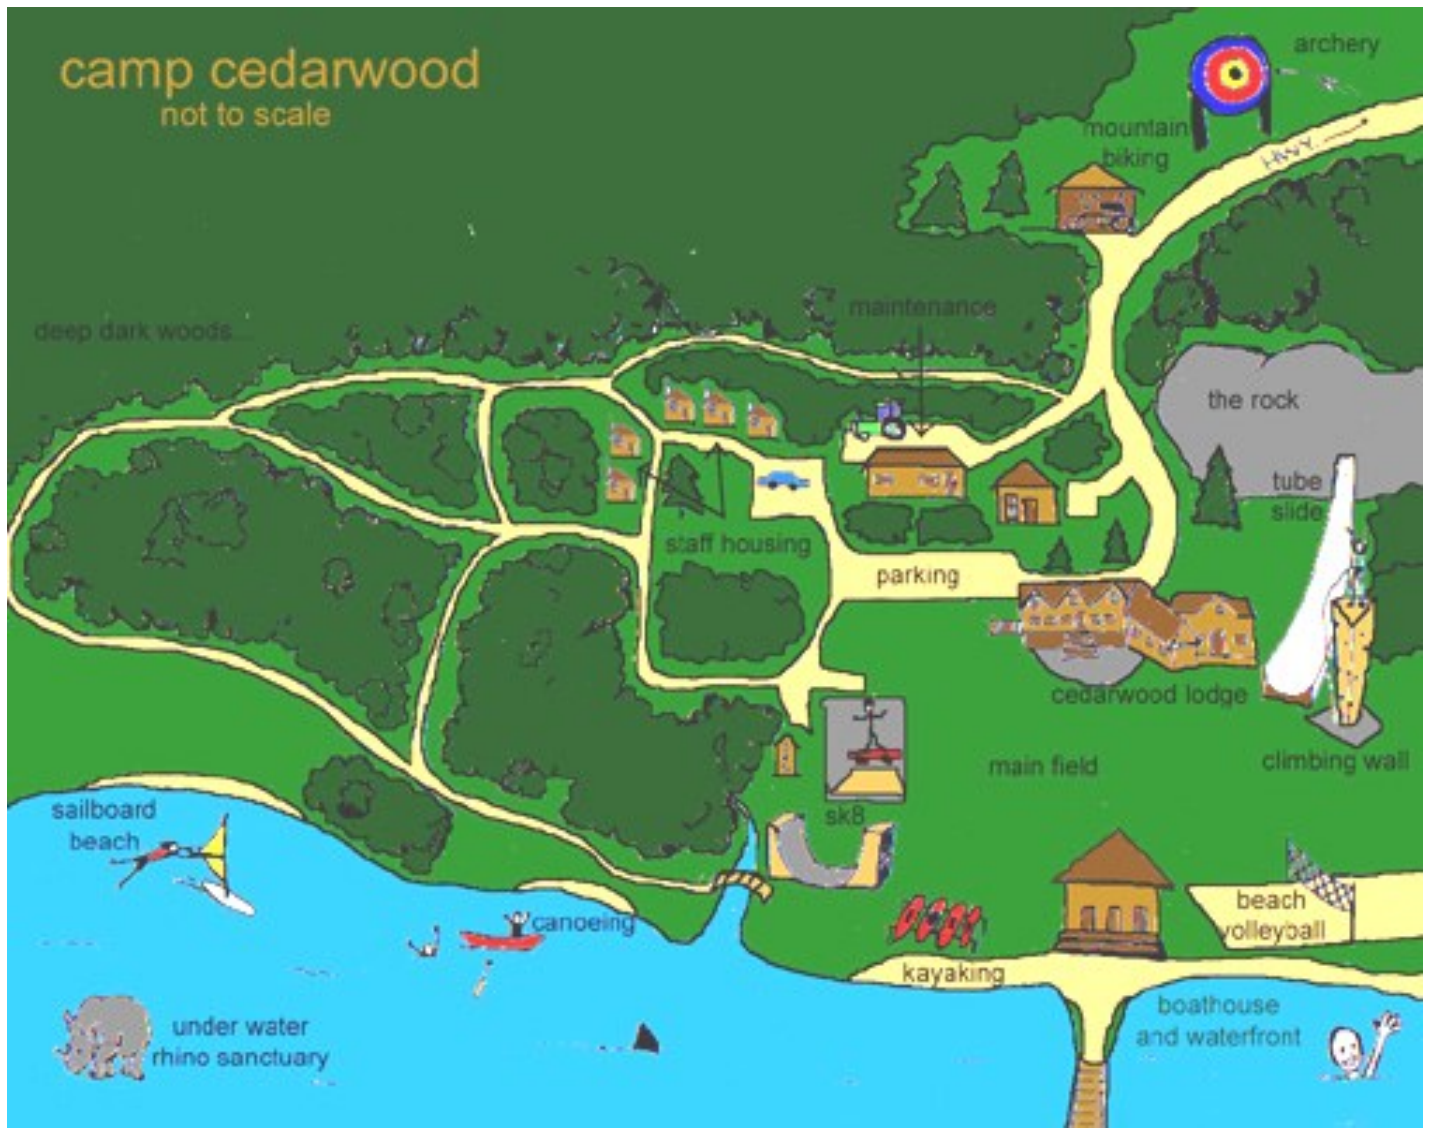 camp cedarwood
not to scale
archery
mountain
biking
HWY.
maintenance
deep dark woods...
the rock
tube
slide
staff housing
parking
cedarwood lodge
climbing wall
main field
sailboard
beach
sk8
beach
volleyball
canoeing
kayaking
boathouse
and waterfront
under water
rhino sanctuary